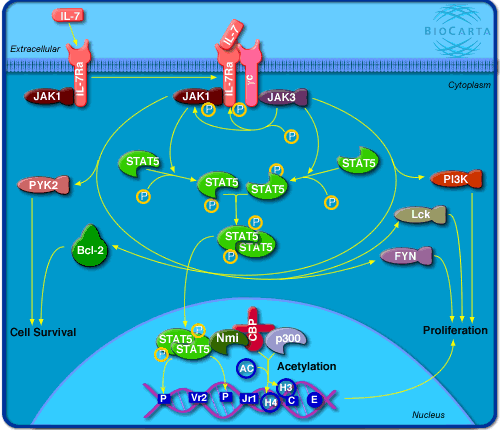 IL-7
BIOCARTA
Extracellular
IL-7
IL-7Ra
IL-7Ra
γC
Cytoplasm
JAK1
JAK1
JAK3
P
P
P
STAT5
P
STAT5
PYK2
STAT5
STAT5
PI3K
P
P
P
Lck
STAT5
STAT5
Bcl-2
P
FYN
Cell Survival
Proliferation
STAT5
P
STAT5
P
Nmi
CBP
p300
Acetylation
AC
H3
P
Vr2
P
Jr1
H4
C
E
Nucleus